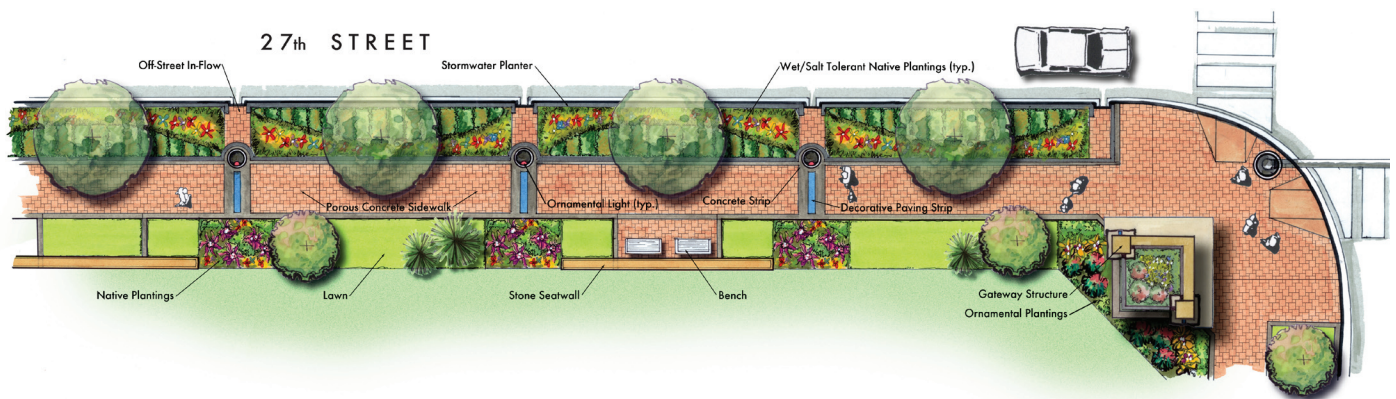 27th STREET
Off-Street In-Flow
Stormwater Planter
Wet/Salt Tolerant Native Plantings (typ.)
Porous Concrete Sidewalk
Ornamental Light (typ.)
Concrete Strip
Decorative Paving Strip
Native Plantings
Lawn
Stone Seatwall
Bench
Gateway Structure
Ornamental Plantings